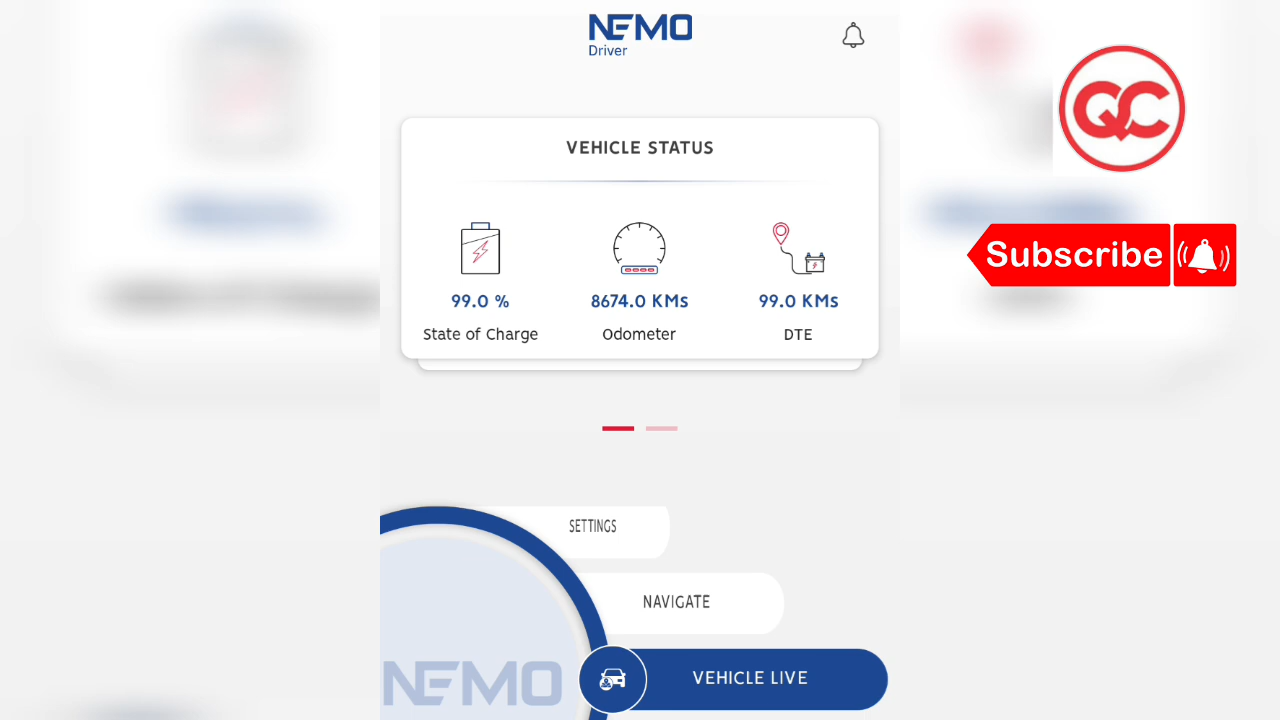 NEMO
Driver
QC
VEHICLE STATUS
Subscribe
99.0 %
8674.0 KMs
99.0 KMs
State of Charge
Odometer
DTE
SETTINGS
NAVIGATE
NEMO
VEHICLE LIVE